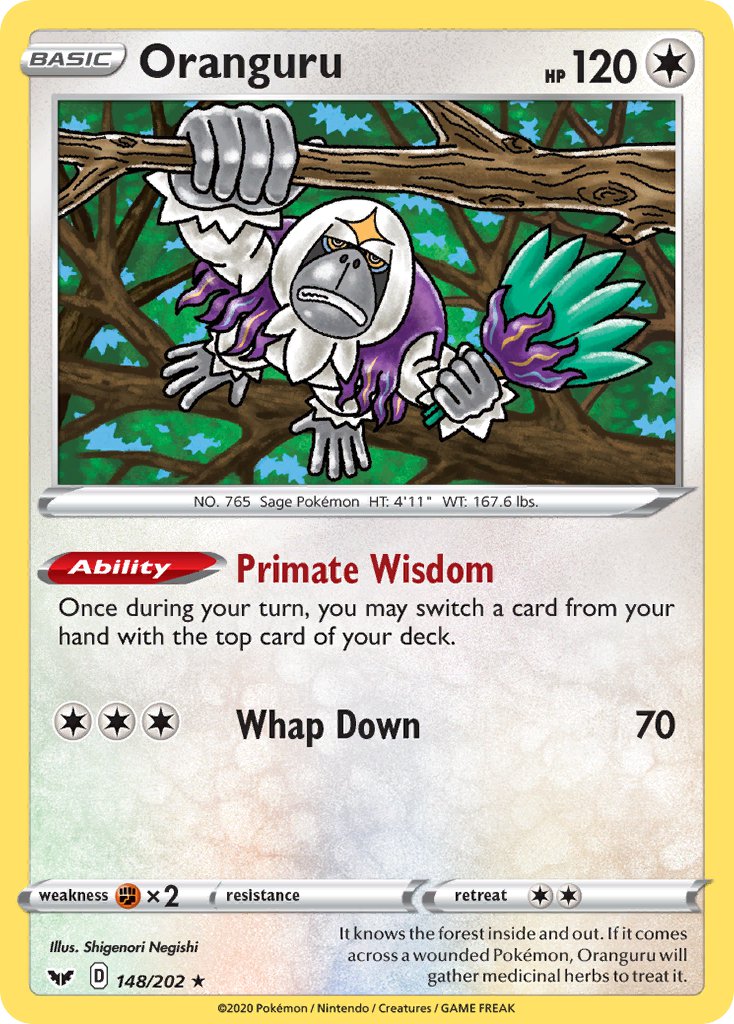 BASIC Oranguru HP 120
NO. 765 Sage Pokémon HT: 4'11" WT: 167.6 lbs.
Ability Primate Wisdom
Once during your turn, you may switch a card from your
hand with the top card of your deck.
Whap Down 70
weakness ×2 resistance retreat
Illus. Shigenori Negishi
It knows the forest inside and out. If it comes
across a wounded Pokémon, Oranguru will
gather medicinal herbs to treat it.
D 148/202 ★
©2020 Pokémon / Nintendo / Creatures / GAME FREAK